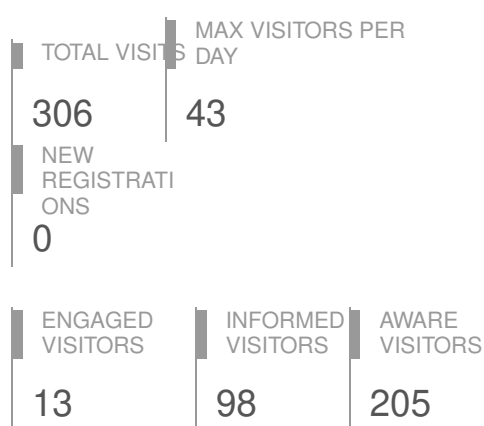 TOTAL VISITS
MAX VISITORS PER
DAY
306
43
NEW
REGISTRATI
ONS
0
ENGAGED
VISITORS
INFORMED
VISITORS
AWARE
VISITORS
13
98
205